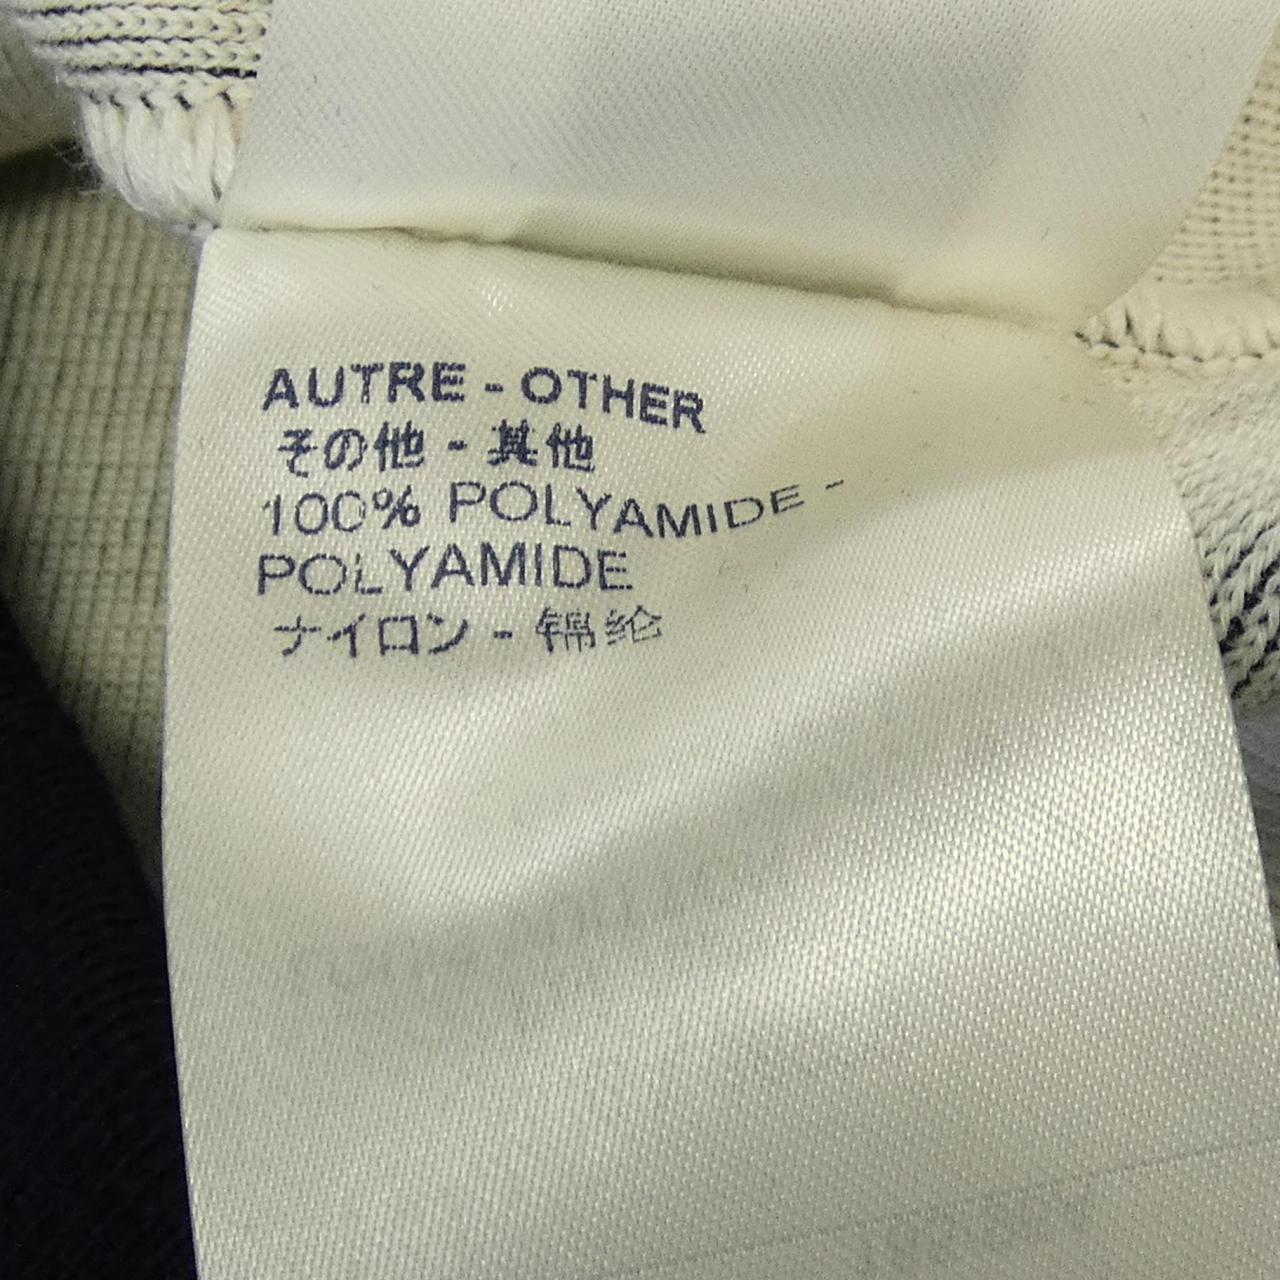 AUTRE - OTHER
その他 - 其他
100% POLYAMIDE -
POLYAMIDE
ナイロン - 锦纶